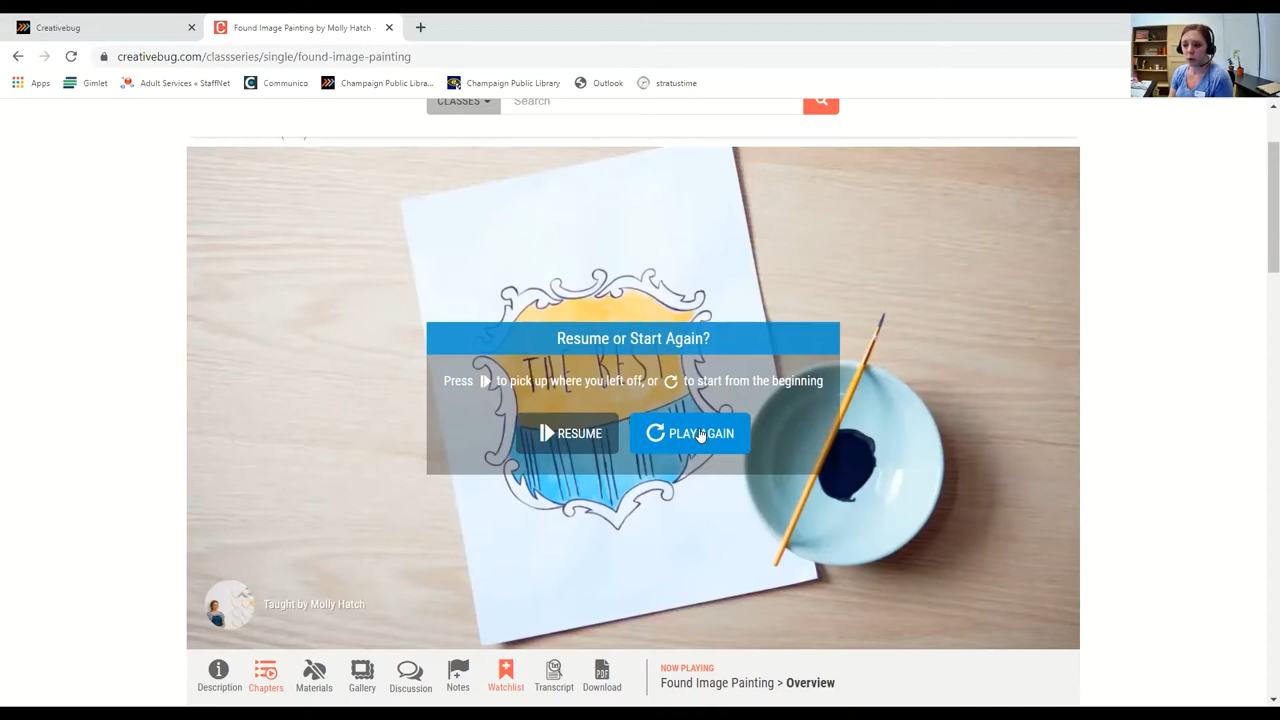 Creativebug
Found Image Painting by Molly Hatch -
creativebug.com/classseries/single/found-image-painting
Apps Gimlet Adult Services « StaffNet Communico Champaign Public Libra... Champaign Public Library Outlook stratustime
CLASSES Search
THE BEST
Resume or Start Again?
Press to pick up where you left off, or to start from the beginning
RESUME PLAY AGAIN
Taught by Molly Hatch
Description Chapters Materials Gallery Discussion Notes Watchlist Transcript Download
NOW PLAYING
Found Image Painting > Overview